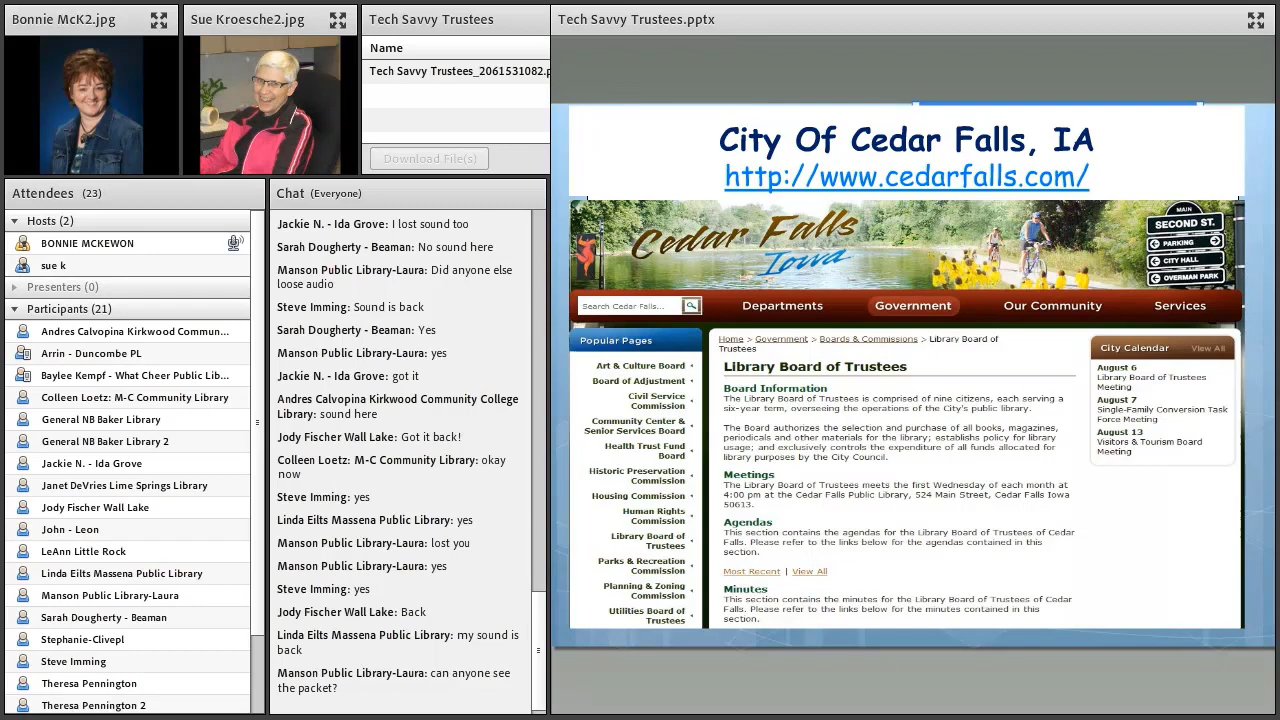 Bonnie McK2.jpg
Sue Kroesche2.jpg
Tech Savvy Trustees
Name
Tech Savvy Trustees_2061531082.p
Download File(s)
Attendees (23)
Hosts (2)
BONNIE MCKEWON
sue k
Presenters (0)
Participants (21)
Andres Calvopina Kirkwood Commun...
Arrin - Duncombe PL
Baylee Kempf - What Cheer Public Lib...
Colleen Loetz: M-C Community Library
General NB Baker Library
General NB Baker Library 2
Jackie N. - Ida Grove
Janet DeVries Lime Springs Library
Jody Fischer Wall Lake
John - Leon
LeAnn Little Rock
Linda Eilts Massena Public Library
Manson Public Library-Laura
Sarah Dougherty - Beaman
Stephanie-Clivepl
Steve Imming
Theresa Pennington
Theresa Pennington 2
Chat (Everyone)
Jackie N. - Ida Grove: I lost sound too
Sarah Dougherty - Beaman: No sound here
Manson Public Library-Laura: Did anyone else
loose audio
Steve Imming: Sound is back
Sarah Dougherty - Beaman: Yes
Manson Public Library-Laura: yes
Jackie N. - Ida Grove: got it
Andres Calvopina Kirkwood Community College
Library: sound here
Jody Fischer Wall Lake: Got it back!
Colleen Loetz: M-C Community Library: okay
now
Steve Imming: yes
Linda Eilts Massena Public Library: yes
Manson Public Library-Laura: lost you
Manson Public Library-Laura: yes
Steve Imming: yes
Jody Fischer Wall Lake: Back
Linda Eilts Massena Public Library: my sound is
back
Manson Public Library-Laura: can anyone see
the packet?
Tech Savvy Trustees.pptx
City Of Cedar Falls, IA
http://www.cedarfalls.com/
Cedar Falls
Iowa
MAIN
SECOND ST.
PARKING
CITY HALL
OVERMAN PARK
Search Cedar Falls...
Departments
Government
Our Community
Services
Popular Pages
Art & Culture Board
Board of Adjustment
Civil Service
Commission
Community Center &
Senior Services Board
Health Trust Fund
Board
Historic Preservation
Commission
Housing Commission
Human Rights
Commission
Library Board of
Trustees
Parks & Recreation
Commission
Planning & Zoning
Commission
Utilities Board of
Trustees
Home > Government > Boards & Commissions > Library Board of
Trustees
Library Board of Trustees
Board Information
The Library Board of Trustees is comprised of nine citizens, each serving a
six-year term, overseeing the operations of the City's public library.
The Board authorizes the selection and purchase of all books, magazines,
periodicals and other materials for the library; establishes policy for library
usage; and exclusively controls the expenditure of all funds allocated for
library purposes by the City Council.
Meetings
The Library Board of Trustees meets the first Wednesday of each month at
4:00 pm at the Cedar Falls Public Library, 524 Main Street, Cedar Falls Iowa
50613.
Agendas
This section contains the agendas for the Library Board of Trustees of Cedar
Falls. Please refer to the links below for the agendas contained in this
section.
Most Recent | View All
Minutes
This section contains the minutes for the Library Board of Trustees of Cedar
Falls. Please refer to the links below for the minutes contained in this
section.
City Calendar View All
August 6
Library Board of Trustees
Meeting
August 7
Single-Family Conversion Task
Force Meeting
August 13
Visitors & Tourism Board
Meeting